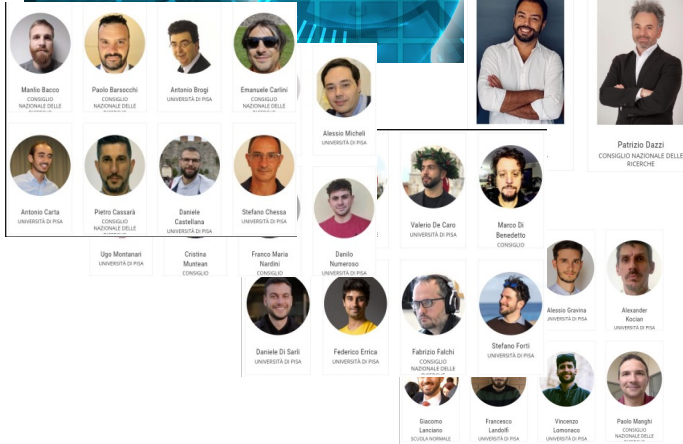 Manlio Bacco
CONSIGLIO
NAZIONALE DELLE
Paolo Barsocchi
CONSIGLIO
NAZIONALE DELLE
Antonio Brogi
UNIVERSITÀ DI PISA
Emanuele Carlini
CONSIGLIO
NAZIONALE DELLE
Alessio Micheli
UNIVERSITÀ DI PISA
Patrizio Dazzi
CONSIGLIO NAZIONALE DELLE
RICERCHE
Antonio Carta
UNIVERSITÀ DI PISA
Pietro Cassarà
CONSIGLIO
NAZIONALE DELLE
Daniele
Castellana
UNIVERSITÀ DI PISA
Stefano Chessa
UNIVERSITÀ DI PISA
Valerio De Caro
UNIVERSITÀ DI PISA
Marco Di
Benedetto
CONSIGLIO
Ugo Montanari
UNIVERSITÀ DI PISA
Cristina
Muntean
CONSIGLIO
Franco Maria
Nardini
CONSIGLIO
Danilo
Numeroso
UNIVERSITÀ DI PISA
Alessio Gravina
UNIVERSITÀ DI PISA
Alexander
Kocian
UNIVERSITÀ DI PISA
Daniele Di Sarli
UNIVERSITÀ DI PISA
Federico Errica
UNIVERSITÀ DI PISA
Fabrizio Falchi
CONSIGLIO
NAZIONALE DELLE
Stefano Forti
UNIVERSITÀ DI PISA
Giacomo
Lanciano
SCUOLA NORMALE
Francesco
Landolfi
UNIVERSITÀ DI PISA
Vincenzo
Lomonaco
UNIVERSITÀ DI PISA
Paolo Manghi
CONSIGLIO
NAZIONALE DELLE